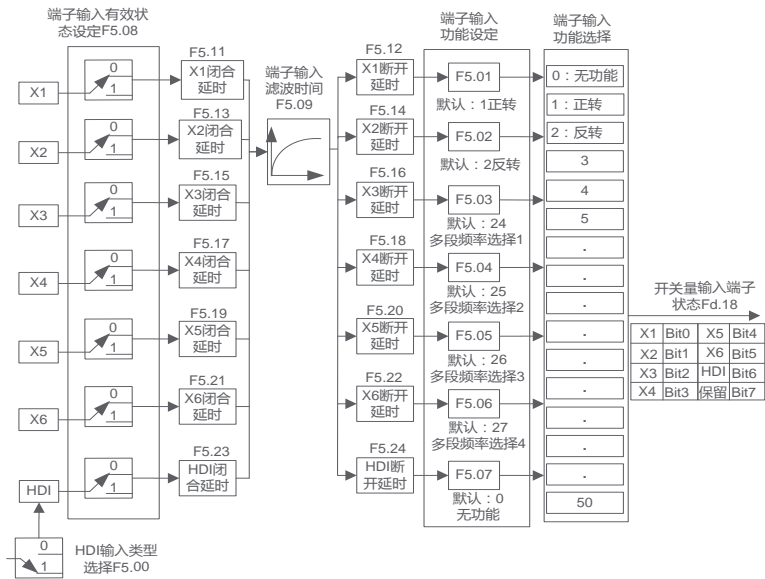 端子输入有效状
态设定F5.08
X1
0
1
F5.11
X1闭合
延时
X2
0
1
F5.13
X2闭合
延时
X3
0
1
F5.15
X3闭合
延时
X4
0
1
F5.17
X4闭合
延时
X5
0
1
F5.19
X5闭合
延时
X6
0
1
F5.21
X6闭合
延时
HDI
0
1
F5.23
HDI闭
合延时
0
1
HDI输入类型
选择F5.00
端子输入
滤波时间
F5.09
F5.12
X1断开
延时
F5.14
X2断开
延时
F5.16
X3断开
延时
F5.18
X4断开
延时
F5.20
X5断开
延时
F5.22
X6断开
延时
F5.24
HDI断
开延时
端子输入
功能设定
F5.01
默认：1正转
F5.02
默认：2反转
F5.03
默认：24
多段频率选择1
F5.04
默认：25
多段频率选择2
F5.05
默认：26
多段频率选择3
F5.06
默认：27
多段频率选择4
F5.07
默认：0
无功能
端子输入
功能选择
0：无功能
1：正转
2：反转
3
4
5
.
.
.
.
.
.
.
.
.
50
开关量输入端子
状态Fd.18
X1 Bit0 X5 Bit4
X2 Bit1 X6 Bit5
X3 Bit2 HDI Bit6
X4 Bit3 保留 Bit7